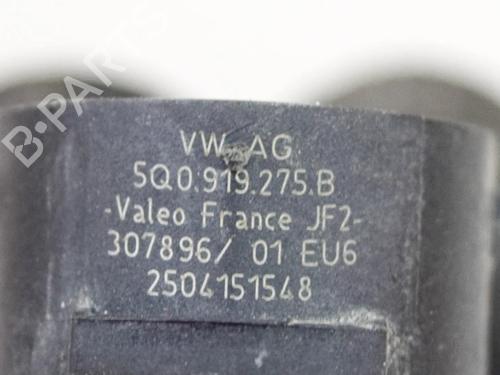 VW AG
5Q0.919.275.B
-Valeo France JF2-
307896/ 01 EU6
2504151548
B-PARTS